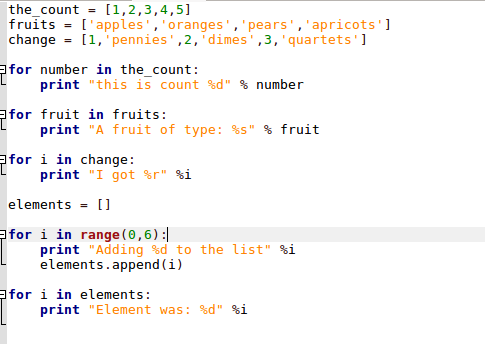 the_count = [1,2,3,4,5]
fruits = ['apples','oranges','pears','apricots']
change = [1,'pennies',2,'dimes',3,'quartets']
for number in the_count:
print "this is count %d" % number
for fruit in fruits:
print "A fruit of type: %s" % fruit
for i in change:
print "I got %r" %i
elements = []
for i in range(0,6):
print "Adding %d to the list" %i
elements.append(i)
for i in elements:
print "Element was: %d" %i